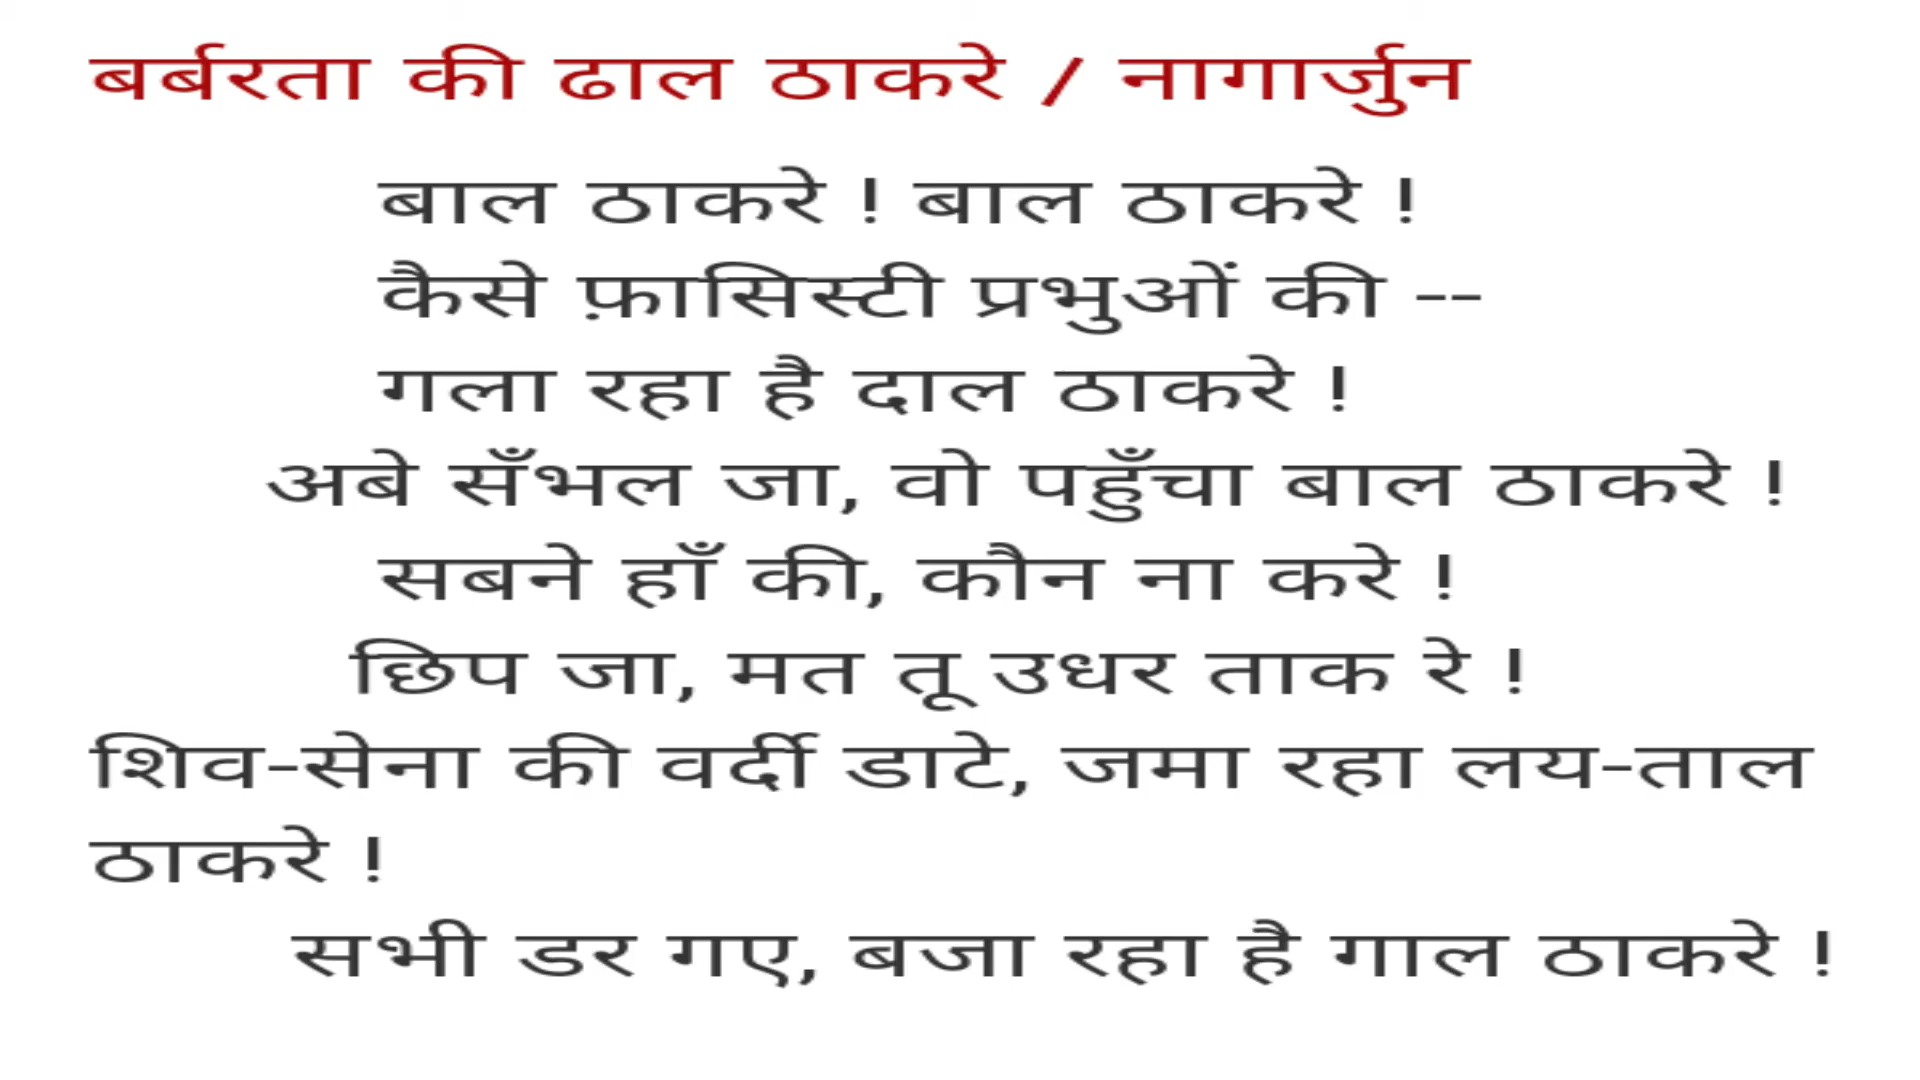 बर्बरता की ढाल ठाकरे / नागार्जुन
बाल ठाकरे ! बाल ठाकरे !
कैसे फ़ासिस्टी प्रभुओं की --
गला रहा है दाल ठाकरे !
अबे सँभल जा, वो पहुँचा बाल ठाकरे !
सबने हाँ की, कौन ना करे !
छिप जा, मत तू उधर ताक रे !
शिव-सेना की वर्दी डाटे, जमा रहा लय-ताल
ठाकरे !
सभी डर गए, बजा रहा है गाल ठाकरे !